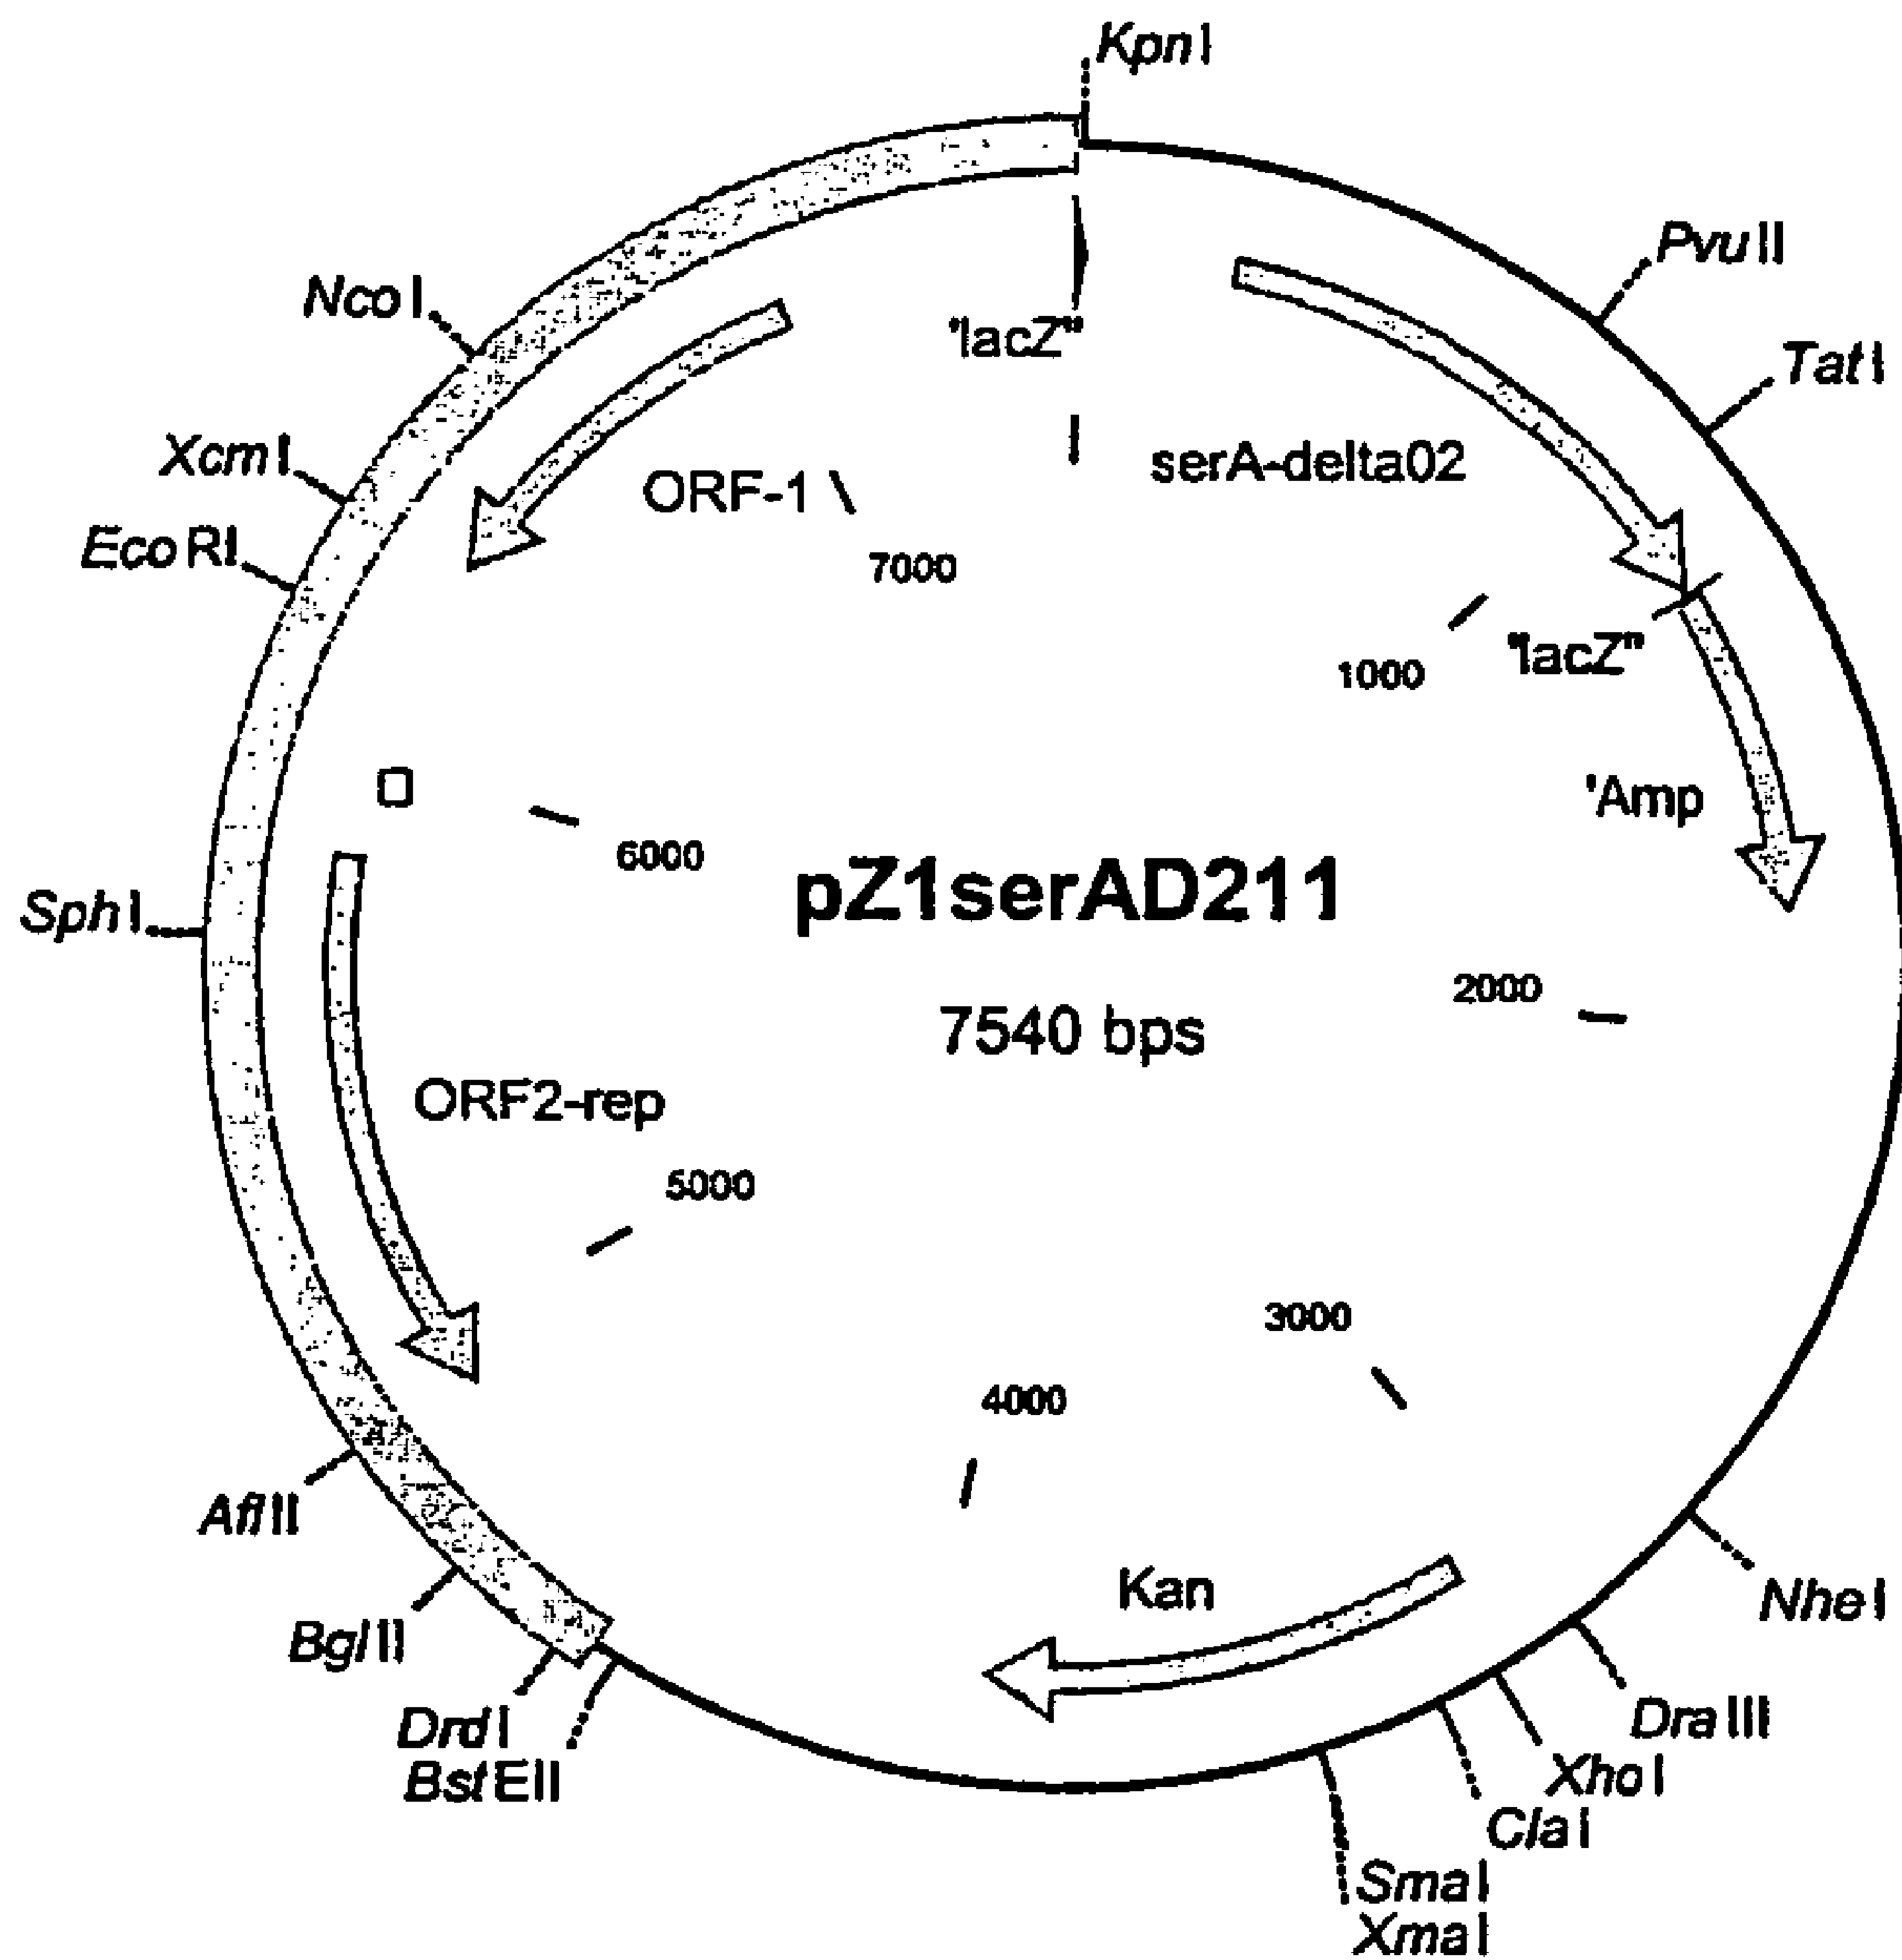 KpnI
PvuII
NcoI
"lacZ"
TatI
XcmI
serA-delta02
ORF-1
EcoRI
7000
"lacZ"
1000
'Amp
6000
pZ1serAD211
SphI
2000
7540 bps
ORF2-rep
5000
3000
4000
AflII
Kan
NheI
BglII
DraIII
DrdI
XhoI
BstEII
ClaI
SmaI
XmaI